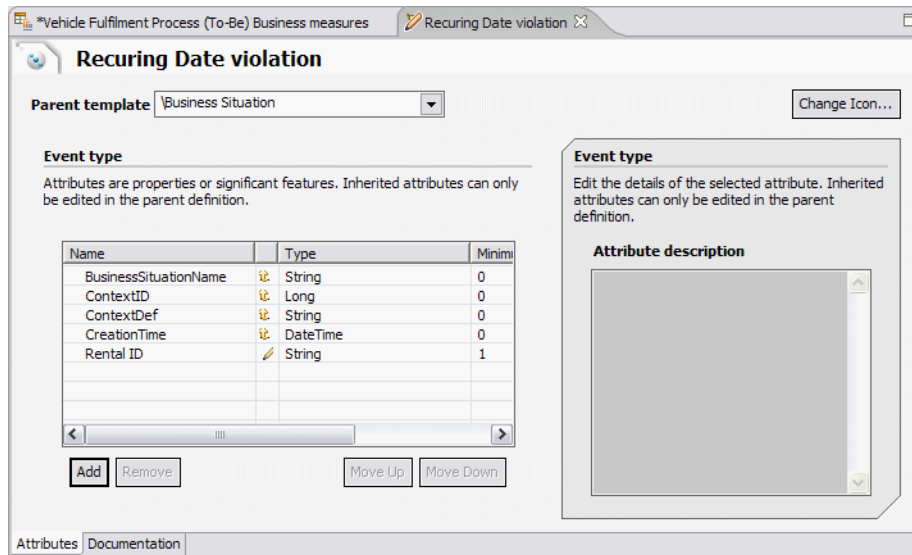 *Vehicle Fulfilment Process (To-Be) Business measures Recuring Date violation
Recuring Date violation
Parent template \Business Situation Change Icon...
Event type
Attributes are properties or significant features. Inherited attributes can only
be edited in the parent definition.
Name Type Minim
BusinessSituationName String 0
ContextID Long 0
ContextDef String 0
CreationTime DateTime 0
Rental ID String 1
Add Remove Move Up Move Down
Event type
Edit the details of the selected attribute. Inherited
attributes can only be edited in the parent
definition.
Attribute description
Attributes Documentation